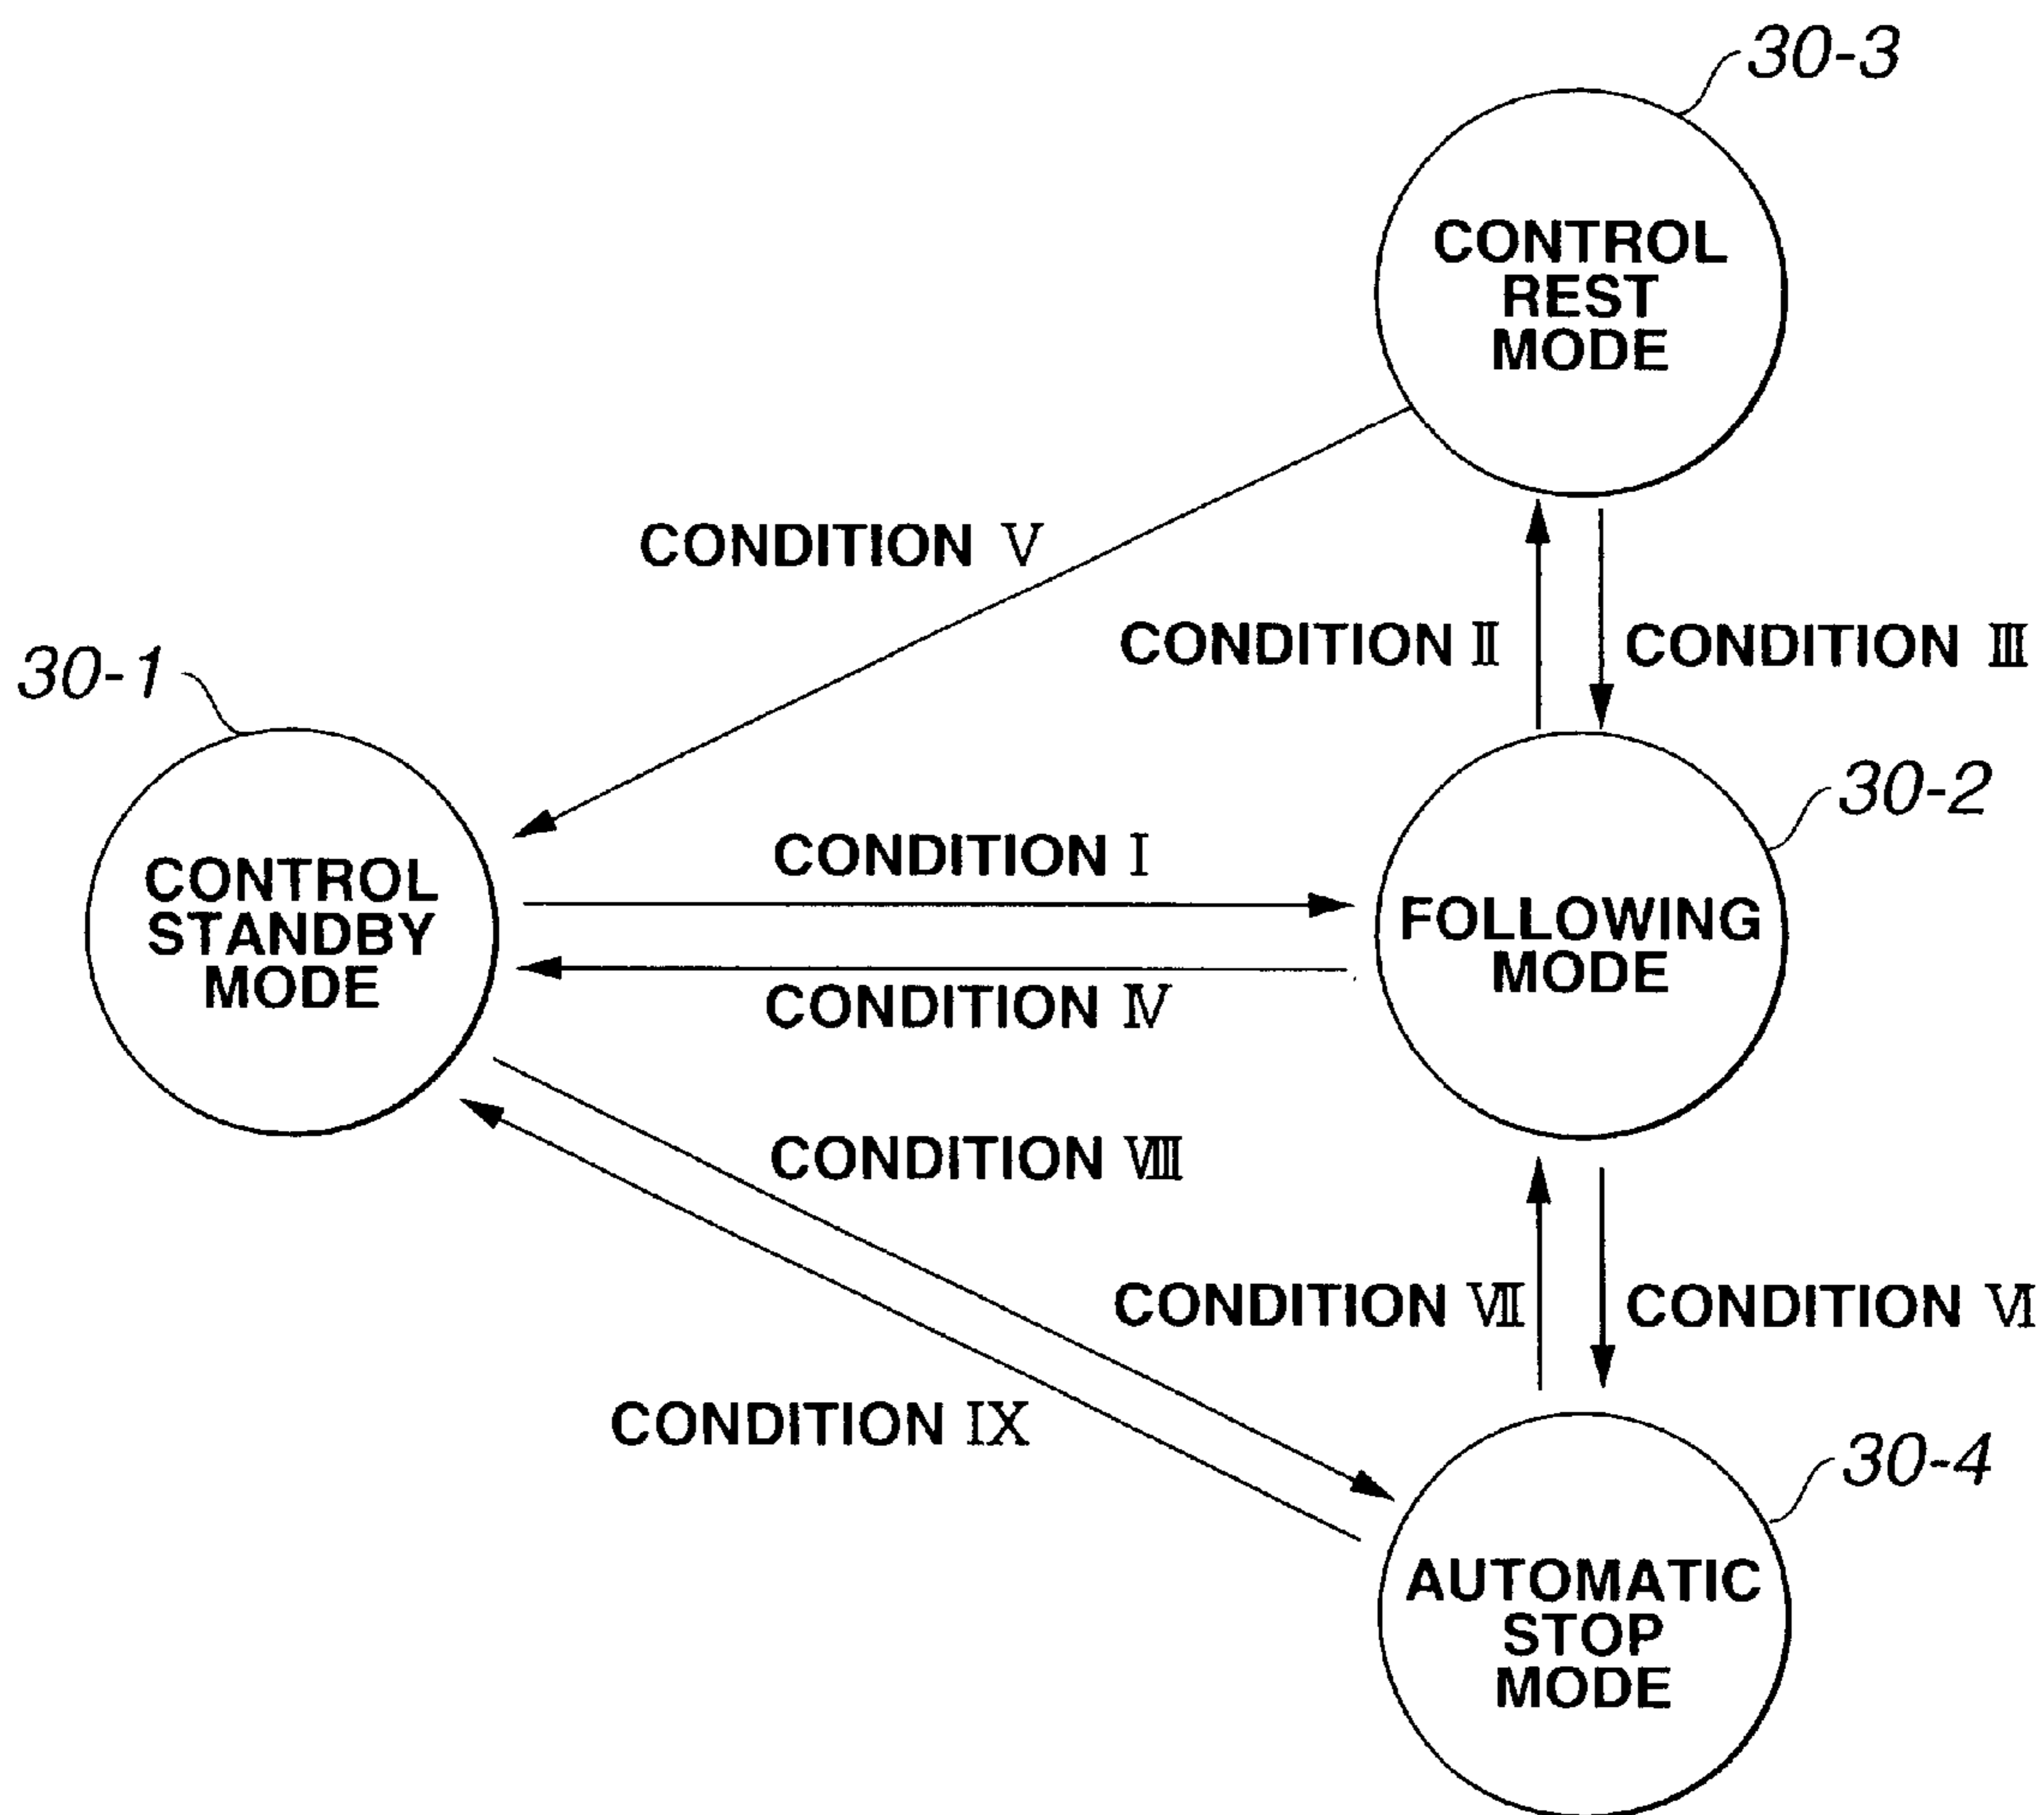 30-3
CONTROL
REST
MODE
CONDITION Ⅴ
CONDITION Ⅱ
CONDITION Ⅲ
30-1
30-2
CONTROL
STANDBY
MODE
CONDITION Ⅰ
FOLLOWING
MODE
CONDITION Ⅳ
CONDITION Ⅷ
CONDITION Ⅶ
CONDITION Ⅵ
CONDITION Ⅸ
30-4
AUTOMATIC
STOP
MODE